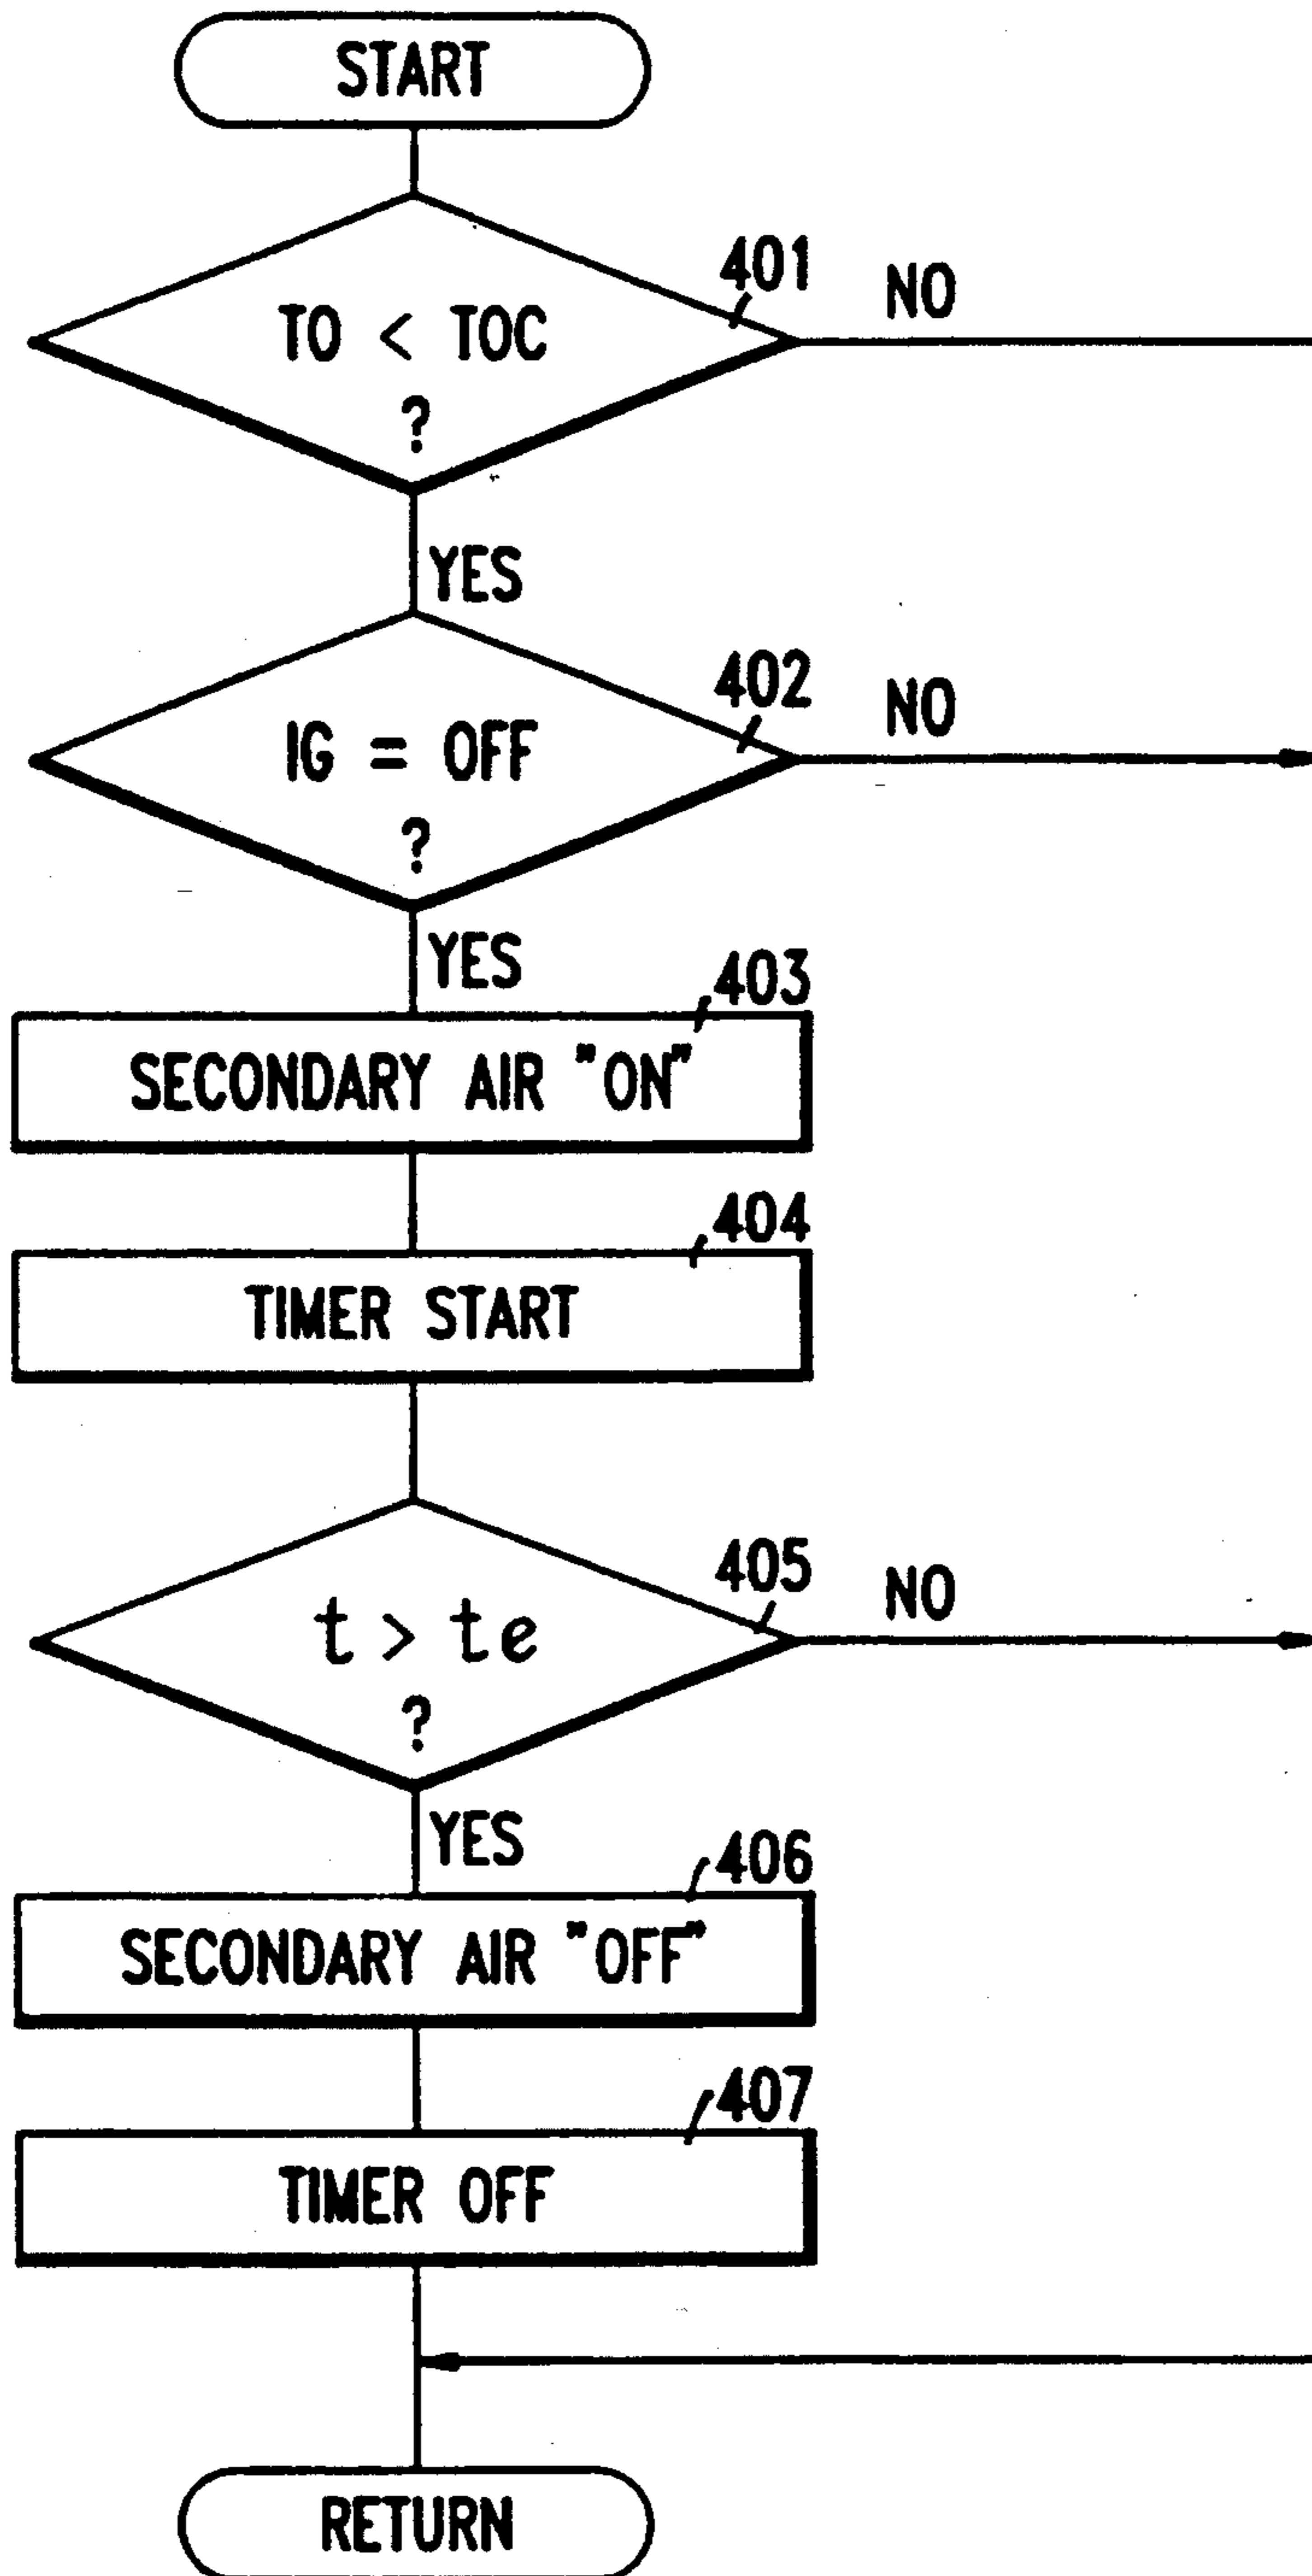 START
401
NO
TO < TOC
?
YES
402
NO
IG = OFF
?
YES
403
SECONDARY AIR "ON"
404
TIMER START
405
NO
t > te
?
YES
406
SECONDARY AIR "OFF"
407
TIMER OFF
RETURN